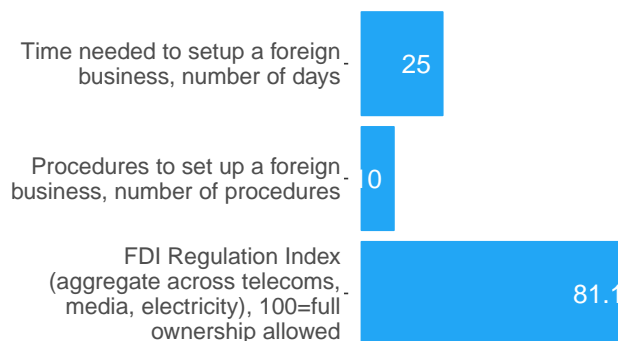 Time needed to setup a foreign
business, number of days
25
Procedures to set up a foreign
business, number of procedures
10
FDI Regulation Index
(aggregate across telecoms,
media, electricity), 100=full
ownership allowed
81.1